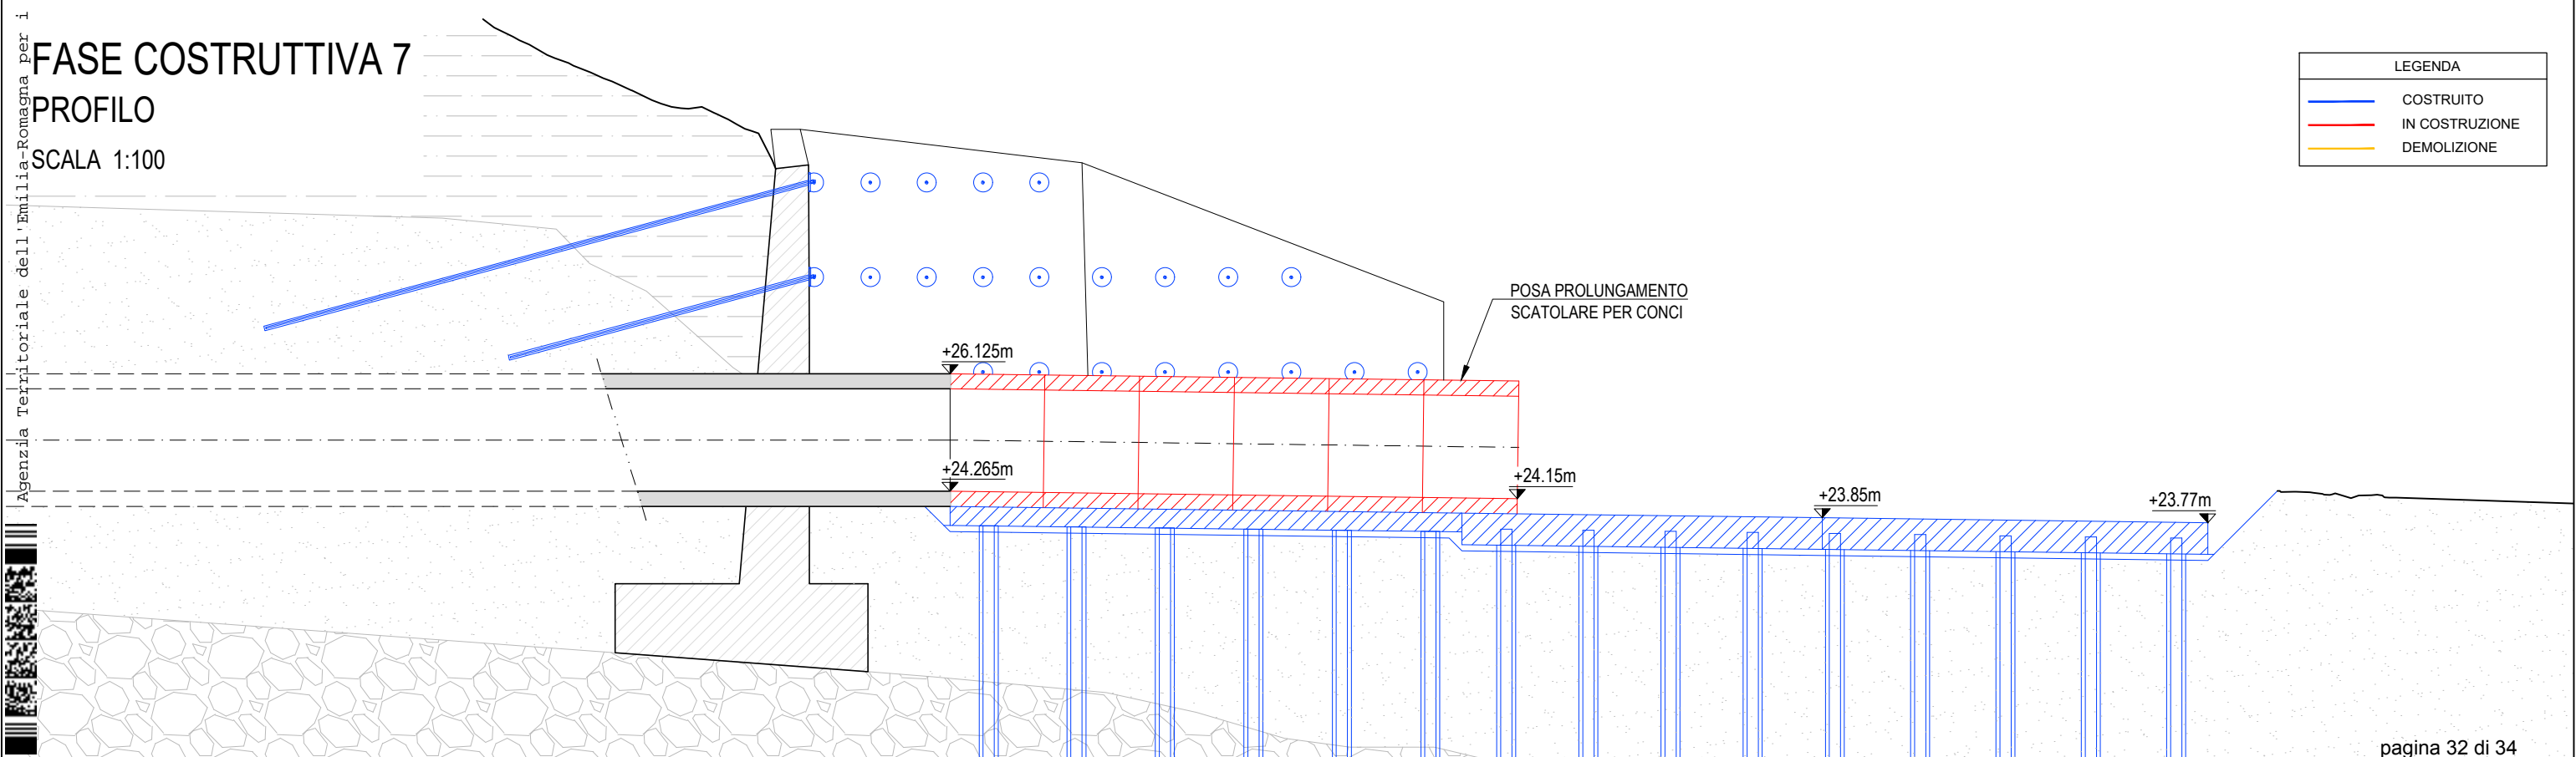 Agenzia Territoriale dell'Emilia-Romagna per i
FASE COSTRUTTIVA 7
PROFILO
SCALA 1:100
LEGENDA
COSTRUITO
IN COSTRUZIONE
DEMOLIZIONE
POSA PROLUNGAMENTO
SCATOLARE PER CONCI
+26.125m
+24.265m
+24.15m
+23.85m
+23.77m
pagina 32 di 34